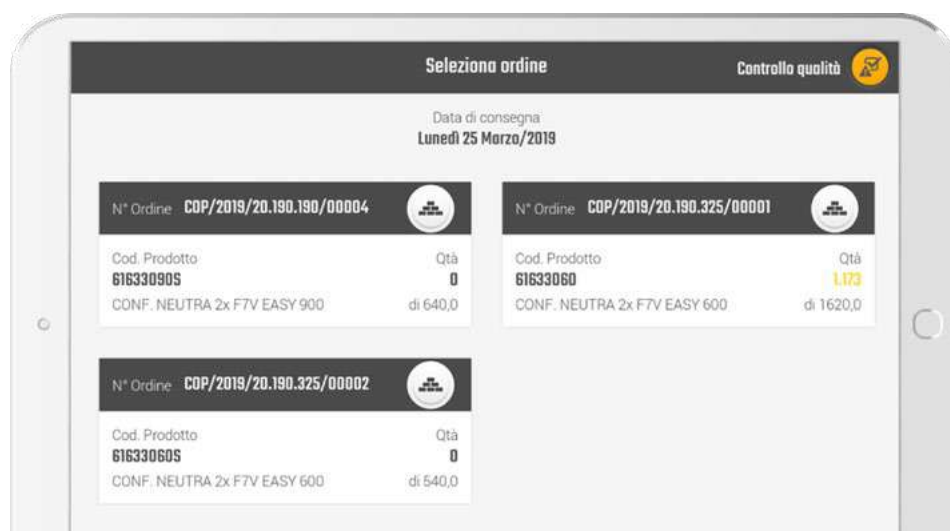 Seleziona ordine
Controllo qualità
Data di consegna
Lunedì 25 Marzo/2019
N° Ordine COP/2019/20.190.190/00004
Cod. Prodotto Qtà
61633090S 0
CONF. NEUTRA 2x F7V EASY 900 di 640,0
N° Ordine COP/2019/20.190.325/00001
Cod. Prodotto Qtà
61633060 1.173
CONF. NEUTRA 2x F7V EASY 600 di 1620,0
N° Ordine COP/2019/20.190.325/00002
Cod. Prodotto Qtà
61633060S 0
CONF. NEUTRA 2x F7V EASY 600 di 540,0